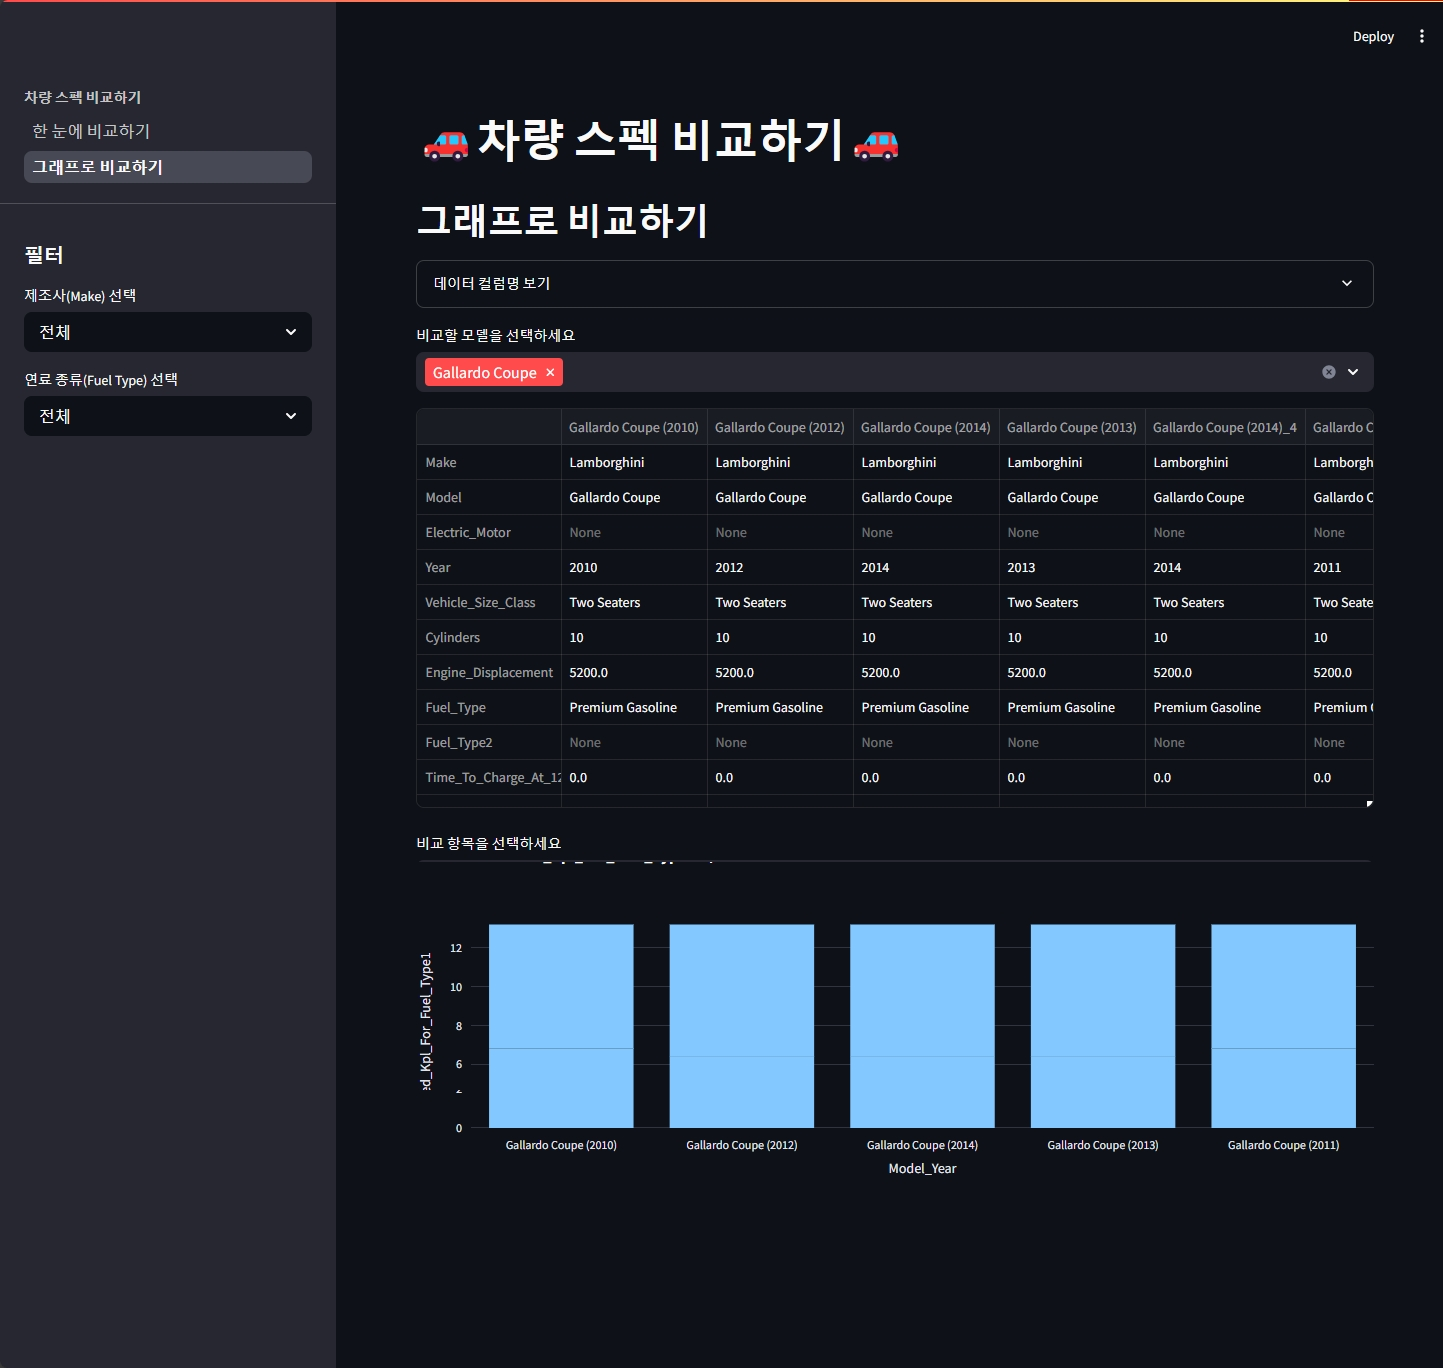 Deploy
차량 스펙 비교하기
한 눈에 비교하기
그래프로 비교하기
필터
제조사(Make) 선택
전체
연료 종류(Fuel Type) 선택
전체
차량 스펙 비교하기
그래프로 비교하기
데이터 컬럼명 보기
비교할 모델을 선택하세요
Gallardo Coupe
Gallardo Coupe (2010) Gallardo Coupe (2012) Gallardo Coupe (2014) Gallardo Coupe (2013) Gallardo Coupe (2014)_4 Gallardo C
Make Lamborghini Lamborghini Lamborghini Lamborghini Lamborghini Lamborgh
Model Gallardo Coupe Gallardo Coupe Gallardo Coupe Gallardo Coupe Gallardo Coupe Gallardo C
Electric_Motor None None None None None None
Year 2010 2012 2014 2013 2014 2011
Vehicle_Size_Class Two Seaters Two Seaters Two Seaters Two Seaters Two Seaters Two Seate
Cylinders 10 10 10 10 10 10
Engine_Displacement 5200.0 5200.0 5200.0 5200.0 5200.0 5200.0
Fuel_Type Premium Gasoline Premium Gasoline Premium Gasoline Premium Gasoline Premium Gasoline Premium
Fuel_Type2 None None None None None None
Time_To_Charge_At_12 0.0 0.0 0.0 0.0 0.0 0.0
비교 항목을 선택하세요
ed_Kpl_For_Fuel_Type1
12
10
8
6
0
Gallardo Coupe (2010) Gallardo Coupe (2012) Gallardo Coupe (2014) Gallardo Coupe (2013) Gallardo Coupe (2011)
Model_Year